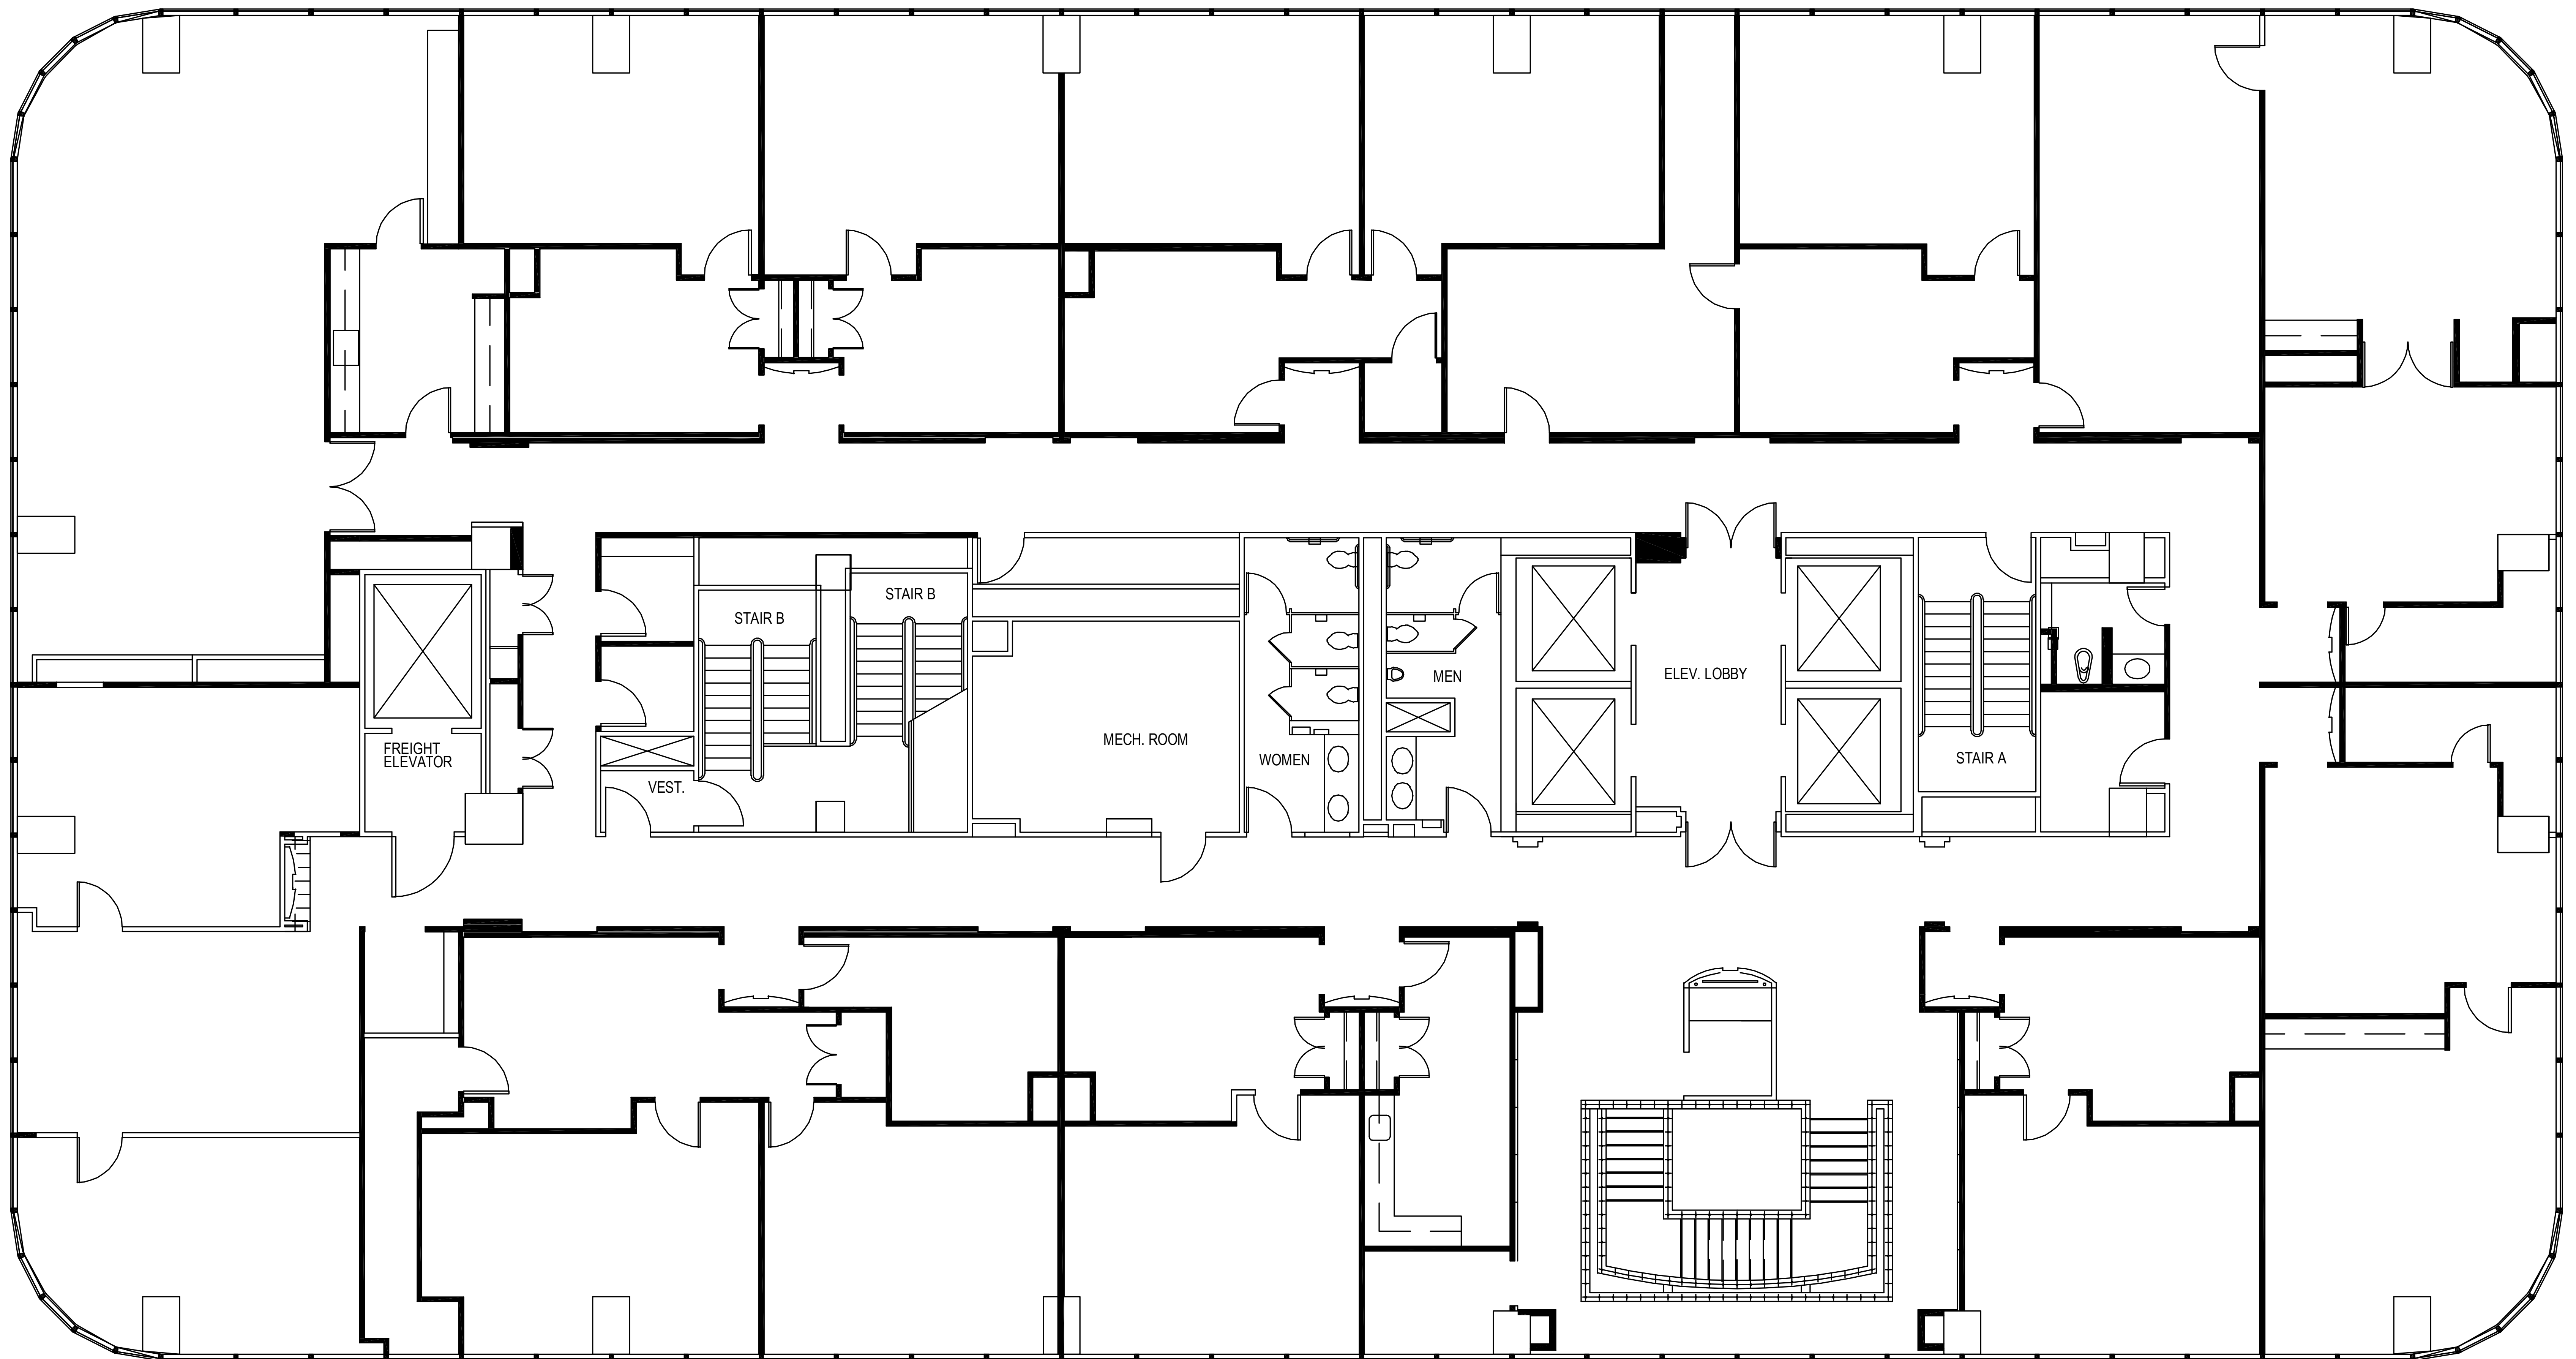 STAIR B
STAIR B
FREIGHT
ELEVATOR
VEST.
MECH. ROOM
WOMEN
MEN
ELEV. LOBBY
STAIR A